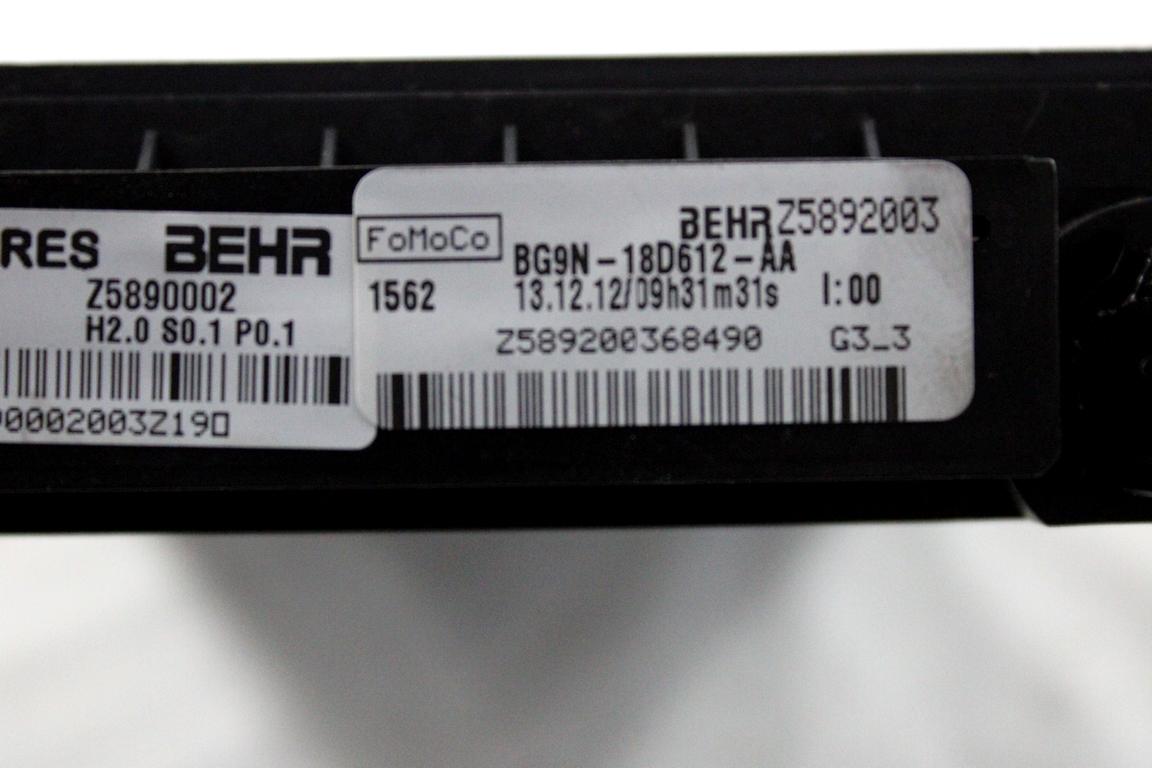 RES BEHR
Z5890002
H2.0 S0.1 P0.1
0002003Z19
FoMoCo
BEHR Z5892003
BG9N-18D612-AA
1562 13.12.12/09h31m31s I:00
Z589200368490 G3_3